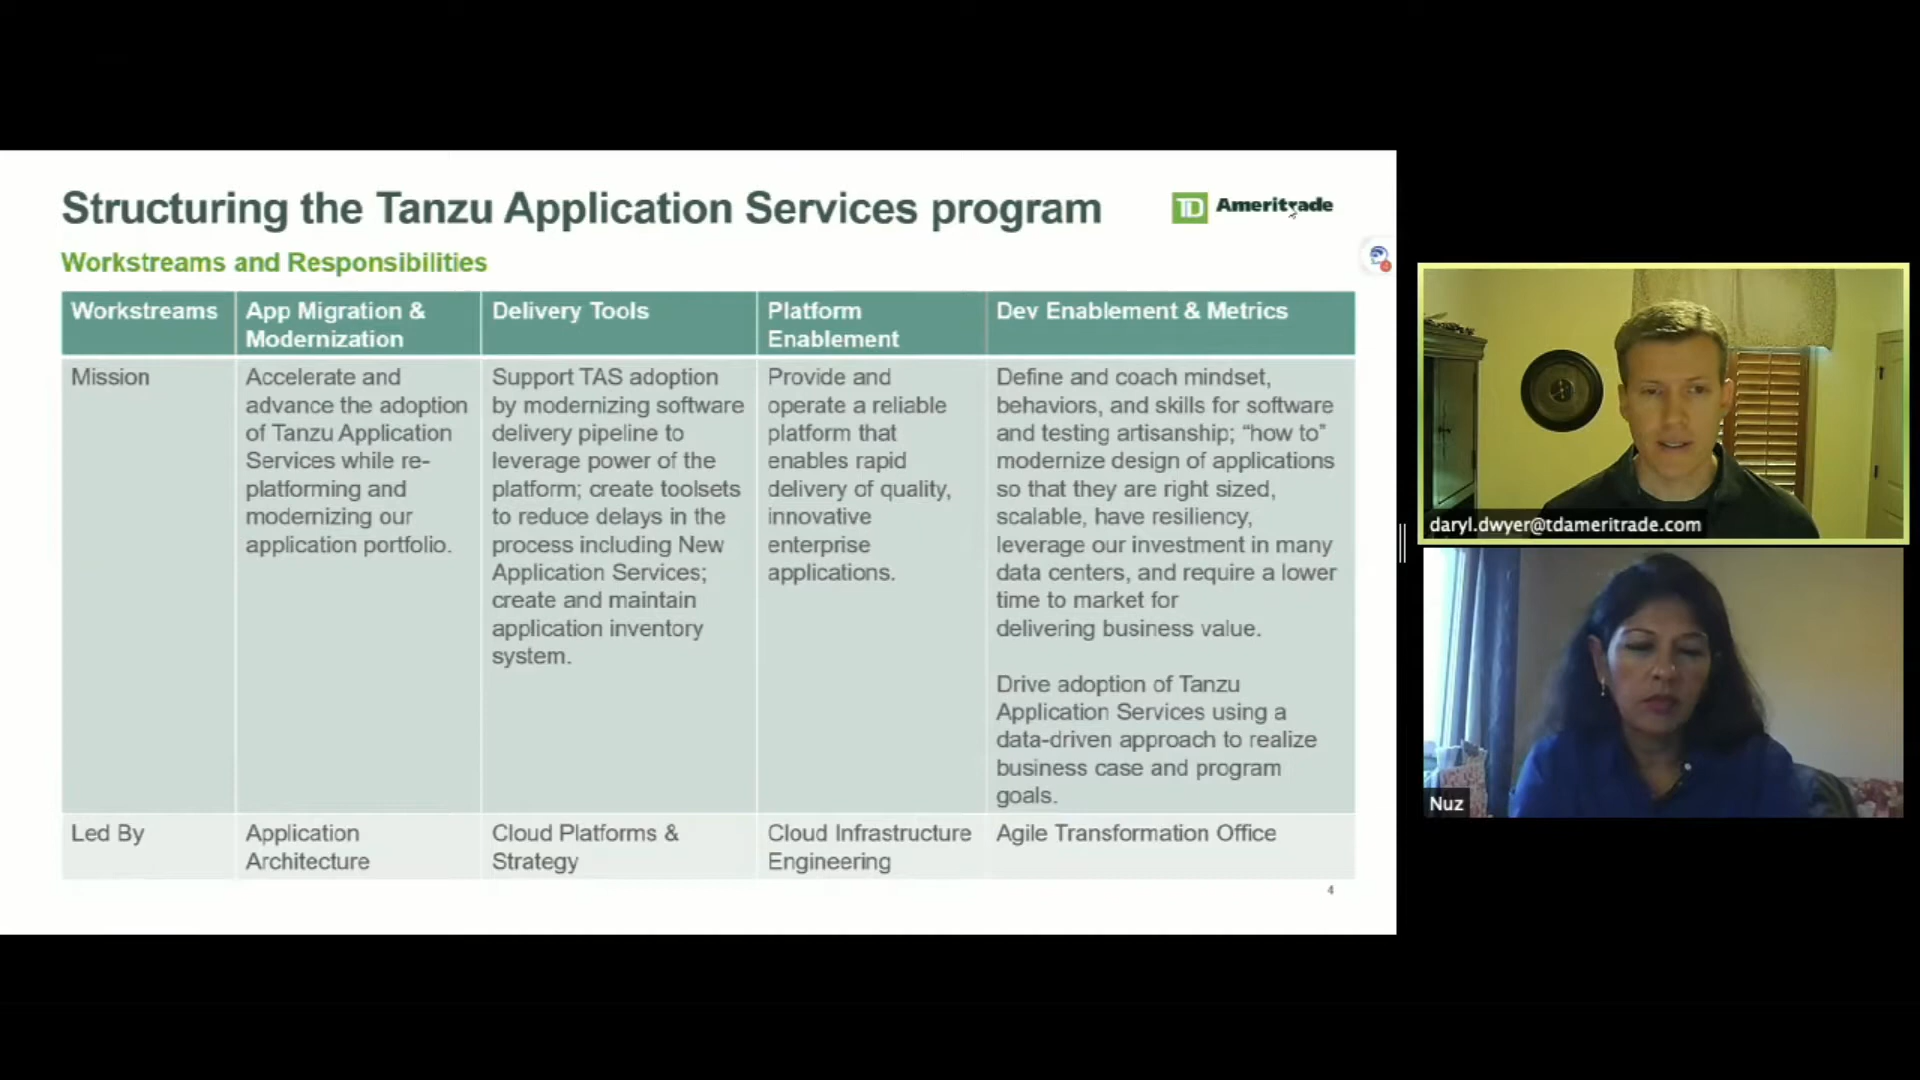 Structuring the Tanzu Application Services program
TD Ameritrade
Workstreams and Responsibilities
Workstreams
App Migration &
Modernization
Delivery Tools
Platform
Enablement
Dev Enablement & Metrics
Mission
Accelerate and
advance the adoption
of Tanzu Application
Services while re-
platforming and
modernizing our
application portfolio.
Support TAS adoption
by modernizing software
delivery pipeline to
leverage power of the
platform; create toolsets
to reduce delays in the
process including New
Application Services;
create and maintain
application inventory
system.
Provide and
operate a reliable
platform that
enables rapid
delivery of quality,
innovative
enterprise
applications.
Define and coach mindset,
behaviors, and skills for software
and testing artisanship; “how to”
modernize design of applications
so that they are right sized,
scalable, have resiliency,
leverage our investment in many
data centers, and require a lower
time to market for
delivering business value.
Drive adoption of Tanzu
Application Services using a
data-driven approach to realize
business case and program
goals.
Led By
Application
Architecture
Cloud Platforms &
Strategy
Cloud Infrastructure
Engineering
Agile Transformation Office
4
daryl.dwyer@tdameritrade.com
Nuz